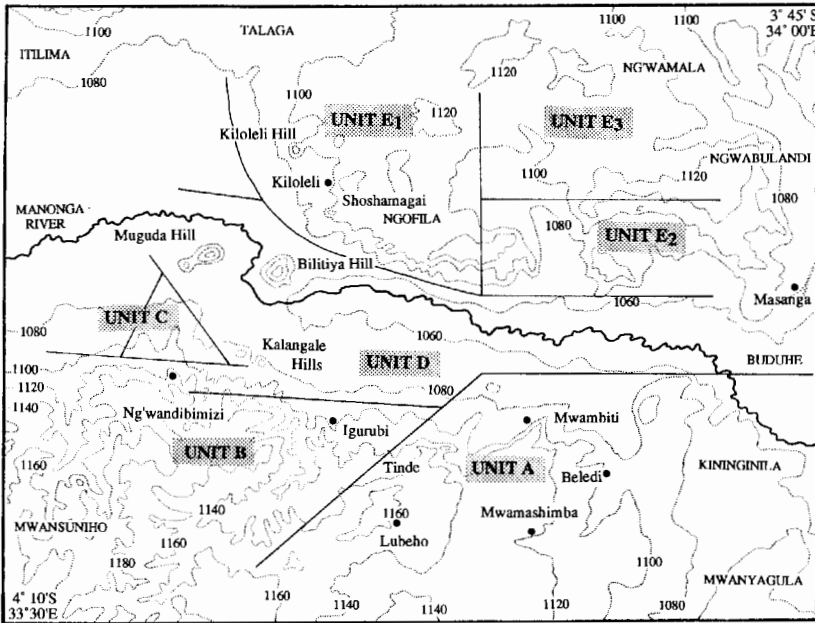 1100
TALAGA
1100
1100
3° 45' S
34° 00'E
ITILIMA
1080
1120
NG'WAMALA
1100
UNIT E1
1120
UNIT E3
Kiloleli Hill
NGWABULANDI
Kiloleli
1100
1120
Shoshamagai
1080
MANONGA
RIVER
NGOFILA
1080
Muguda Hill
UNIT E2
Bilitiya Hill
1060
Masanga
UNIT C
1080
1060
Kalangale
Hills
UNIT D
BUDUHE
1100
1120
1080
1140
Ng'wandibimizi
Igurubi
Mwambiti
UNIT B
1160
Tinde
UNIT A
Beledi
KININGINILA
1140
1160
Mwamashimba
MWANSUNIHO
1160
Lubeho
1180
1100
4° 10'S
33° 30'E
1160
1140
1140
1120
1080
MWANYAGULA